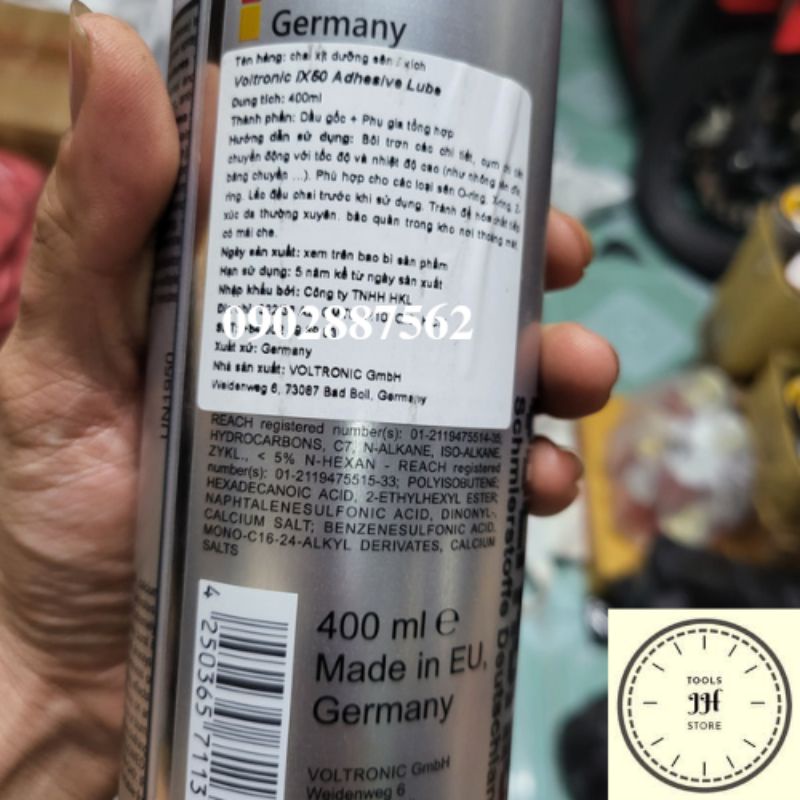 Germany
Tên hàng: chai xịt dưỡng sên / xích
Voltronic IX50 Adhesive Lube
Dung tích: 400ml
Thành phần: Dầu gốc + Phụ gia tổng hợp
Hướng dẫn sử dụng: Bôi trơn các chi tiết, cụm chi tiết
chuyển động với tốc độ và nhiệt độ cao (như nhông sên dĩa,
băng chuyền ...). Phù hợp cho các loại sên O-ring, X-ring, Z-
ring. Lắc đều chai trước khi sử dụng. Tránh để hóa chất tiếp
xúc da thường xuyên. bảo quản trong kho nơi thoáng mát
có mái che.
Ngày sản xuất: xem trên bao bì sản phẩm
Hạn sử dụng: 5 năm kể từ ngày sản xuất
Nhập khẩu bởi: Công ty TNHH HKL
0902887562
Xuất xứ: Germany
Nhà sản xuất: VOLTRONIC GmbH
Weidenweg 6, 73087 Bad Boll, Germany
UN1950
REACH registered number(s): 01-2119475514-35;
HYDROCARBONS, C7, N-ALKANE, ISO-ALKANE,
ZYKL., < 5% N-HEXAN - REACH registered
number(s): 01-2119475515-33; POLYISOBUTENE;
HEXADECANOIC ACID, 2-ETHYLHEXYL ESTER;
NAPHTALENESULFONIC ACID, DINONYL-,
CALCIUM SALT; BENZENESULFONIC ACID,
MONO-C16-24-ALKYL DERIVATES, CALCIUM
SALTS
4 250365 7113
400 ml e
Made in EU,
Germany
VOLTRONIC GmbH
Weidenweg 6
Schmierstoffe Deutschlan
TOOLS
JH
STORE